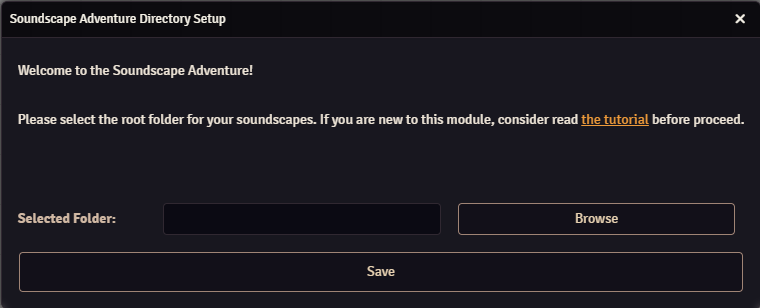 Soundscape Adventure Directory Setup
Welcome to the Soundscape Adventure!
Please select the root folder for your soundscapes. If you are new to this module, consider read the tutorial before proceed.
Selected Folder:
Browse
Save